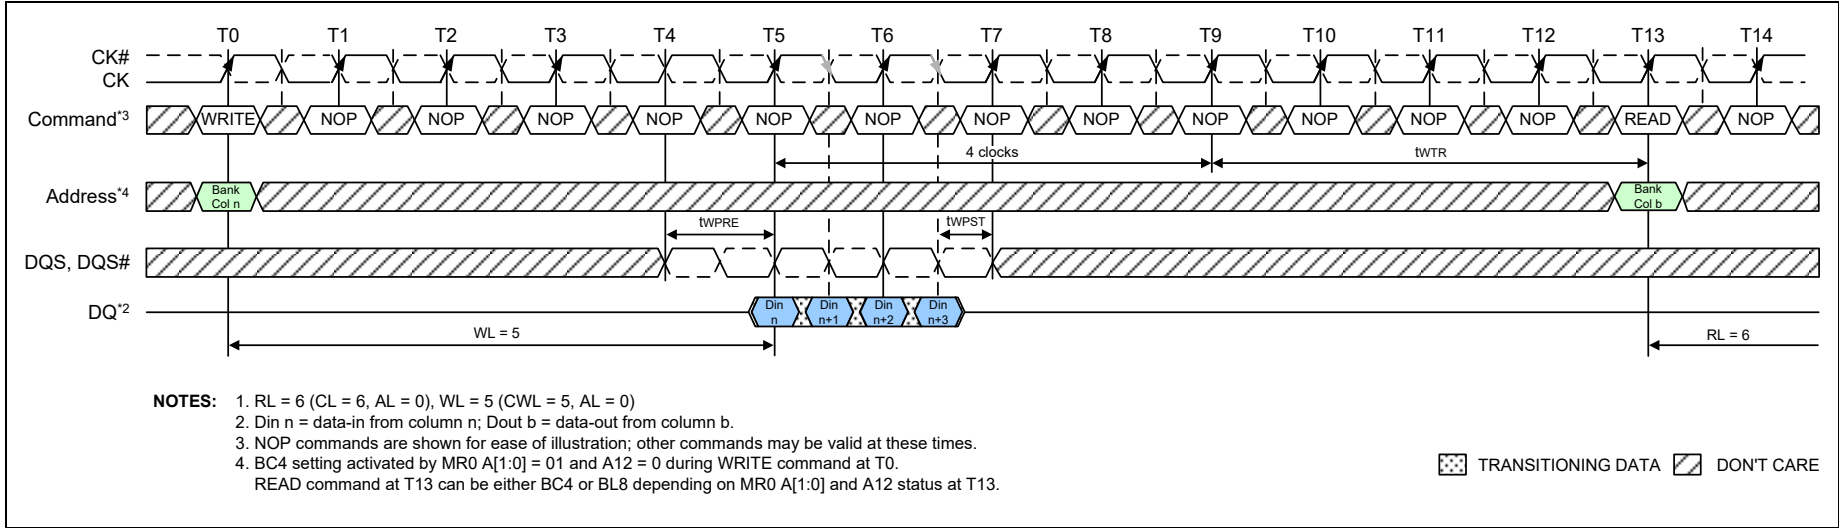 T0 T1 T2 T3 T4 T5 T6 T7 T8 T9 T10 T11 T12 T13 T14
CK#
CK
Command*3 WRITE NOP NOP NOP NOP NOP NOP NOP NOP NOP NOP NOP NOP READ NOP
4 clocks tWTR
Address*4 Bank Col n Bank Col b
tWPRE tWPST
DQS, DQS#
DQ*2 Din n Din n+1 Din n+2 Din n+3
WL = 5 RL = 6
NOTES: 1. RL = 6 (CL = 6, AL = 0), WL = 5 (CWL = 5, AL = 0)
2. Din n = data-in from column n; Dout b = data-out from column b.
3. NOP commands are shown for ease of illustration; other commands may be valid at these times.
4. BC4 setting activated by MR0 A[1:0] = 01 and A12 = 0 during WRITE command at T0.
READ command at T13 can be either BC4 or BL8 depending on MR0 A[1:0] and A12 status at T13.
TRANSITIONING DATA DON'T CARE